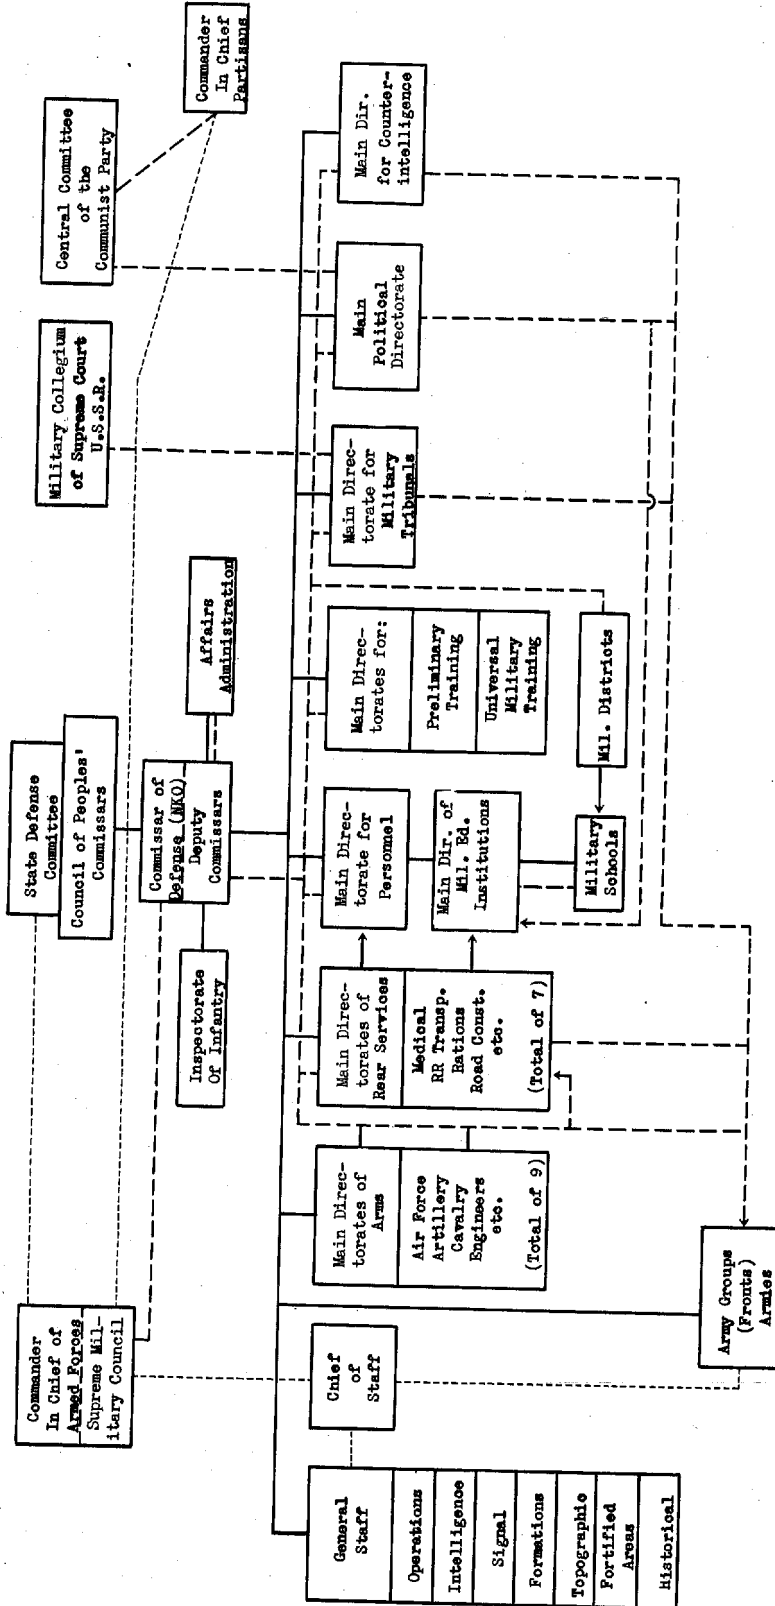 Commander
In Chief of
Armed Forces
Supreme Mil-
itary Council
State Defense
Committee
Council of Peoples'
Commissars
Military Collegium
of Supreme Court
U.S.S.R.
Central Committee
of the
Communist Party
Commander
In Chief
Partisans
Inspectorate
Of Infantry
Commissar of
Defense (NKO)
Deputy
Commissars
Affairs
Administration
General
Staff
Operations
Intelligence
Signal
Formations
Topographic
Fortified
Areas
Historical
Chief
of
Staff
Main Direc-
torates of
Arms
Air Force
Artillery
Cavalry
Engineers
etc.
(Total of 9)
Main Direc-
torates of
Rear Services
Medical
RR Transp.
Rations
Road Const.
etc.
(Total of 7)
Main Direc-
torate for
Personnel
Main Dir. of
Mil. Ed.
Institutions
Military
Schools
Main Direc-
torates for:
Preliminary
Training
Universal
Military
Training
Mil. Districts
Main Direc-
torate for
Military
Tribunals
Main
Political
Directorate
Main Dir.
for Counter-
intelligence
Army Groups
(Fronts)
Armies